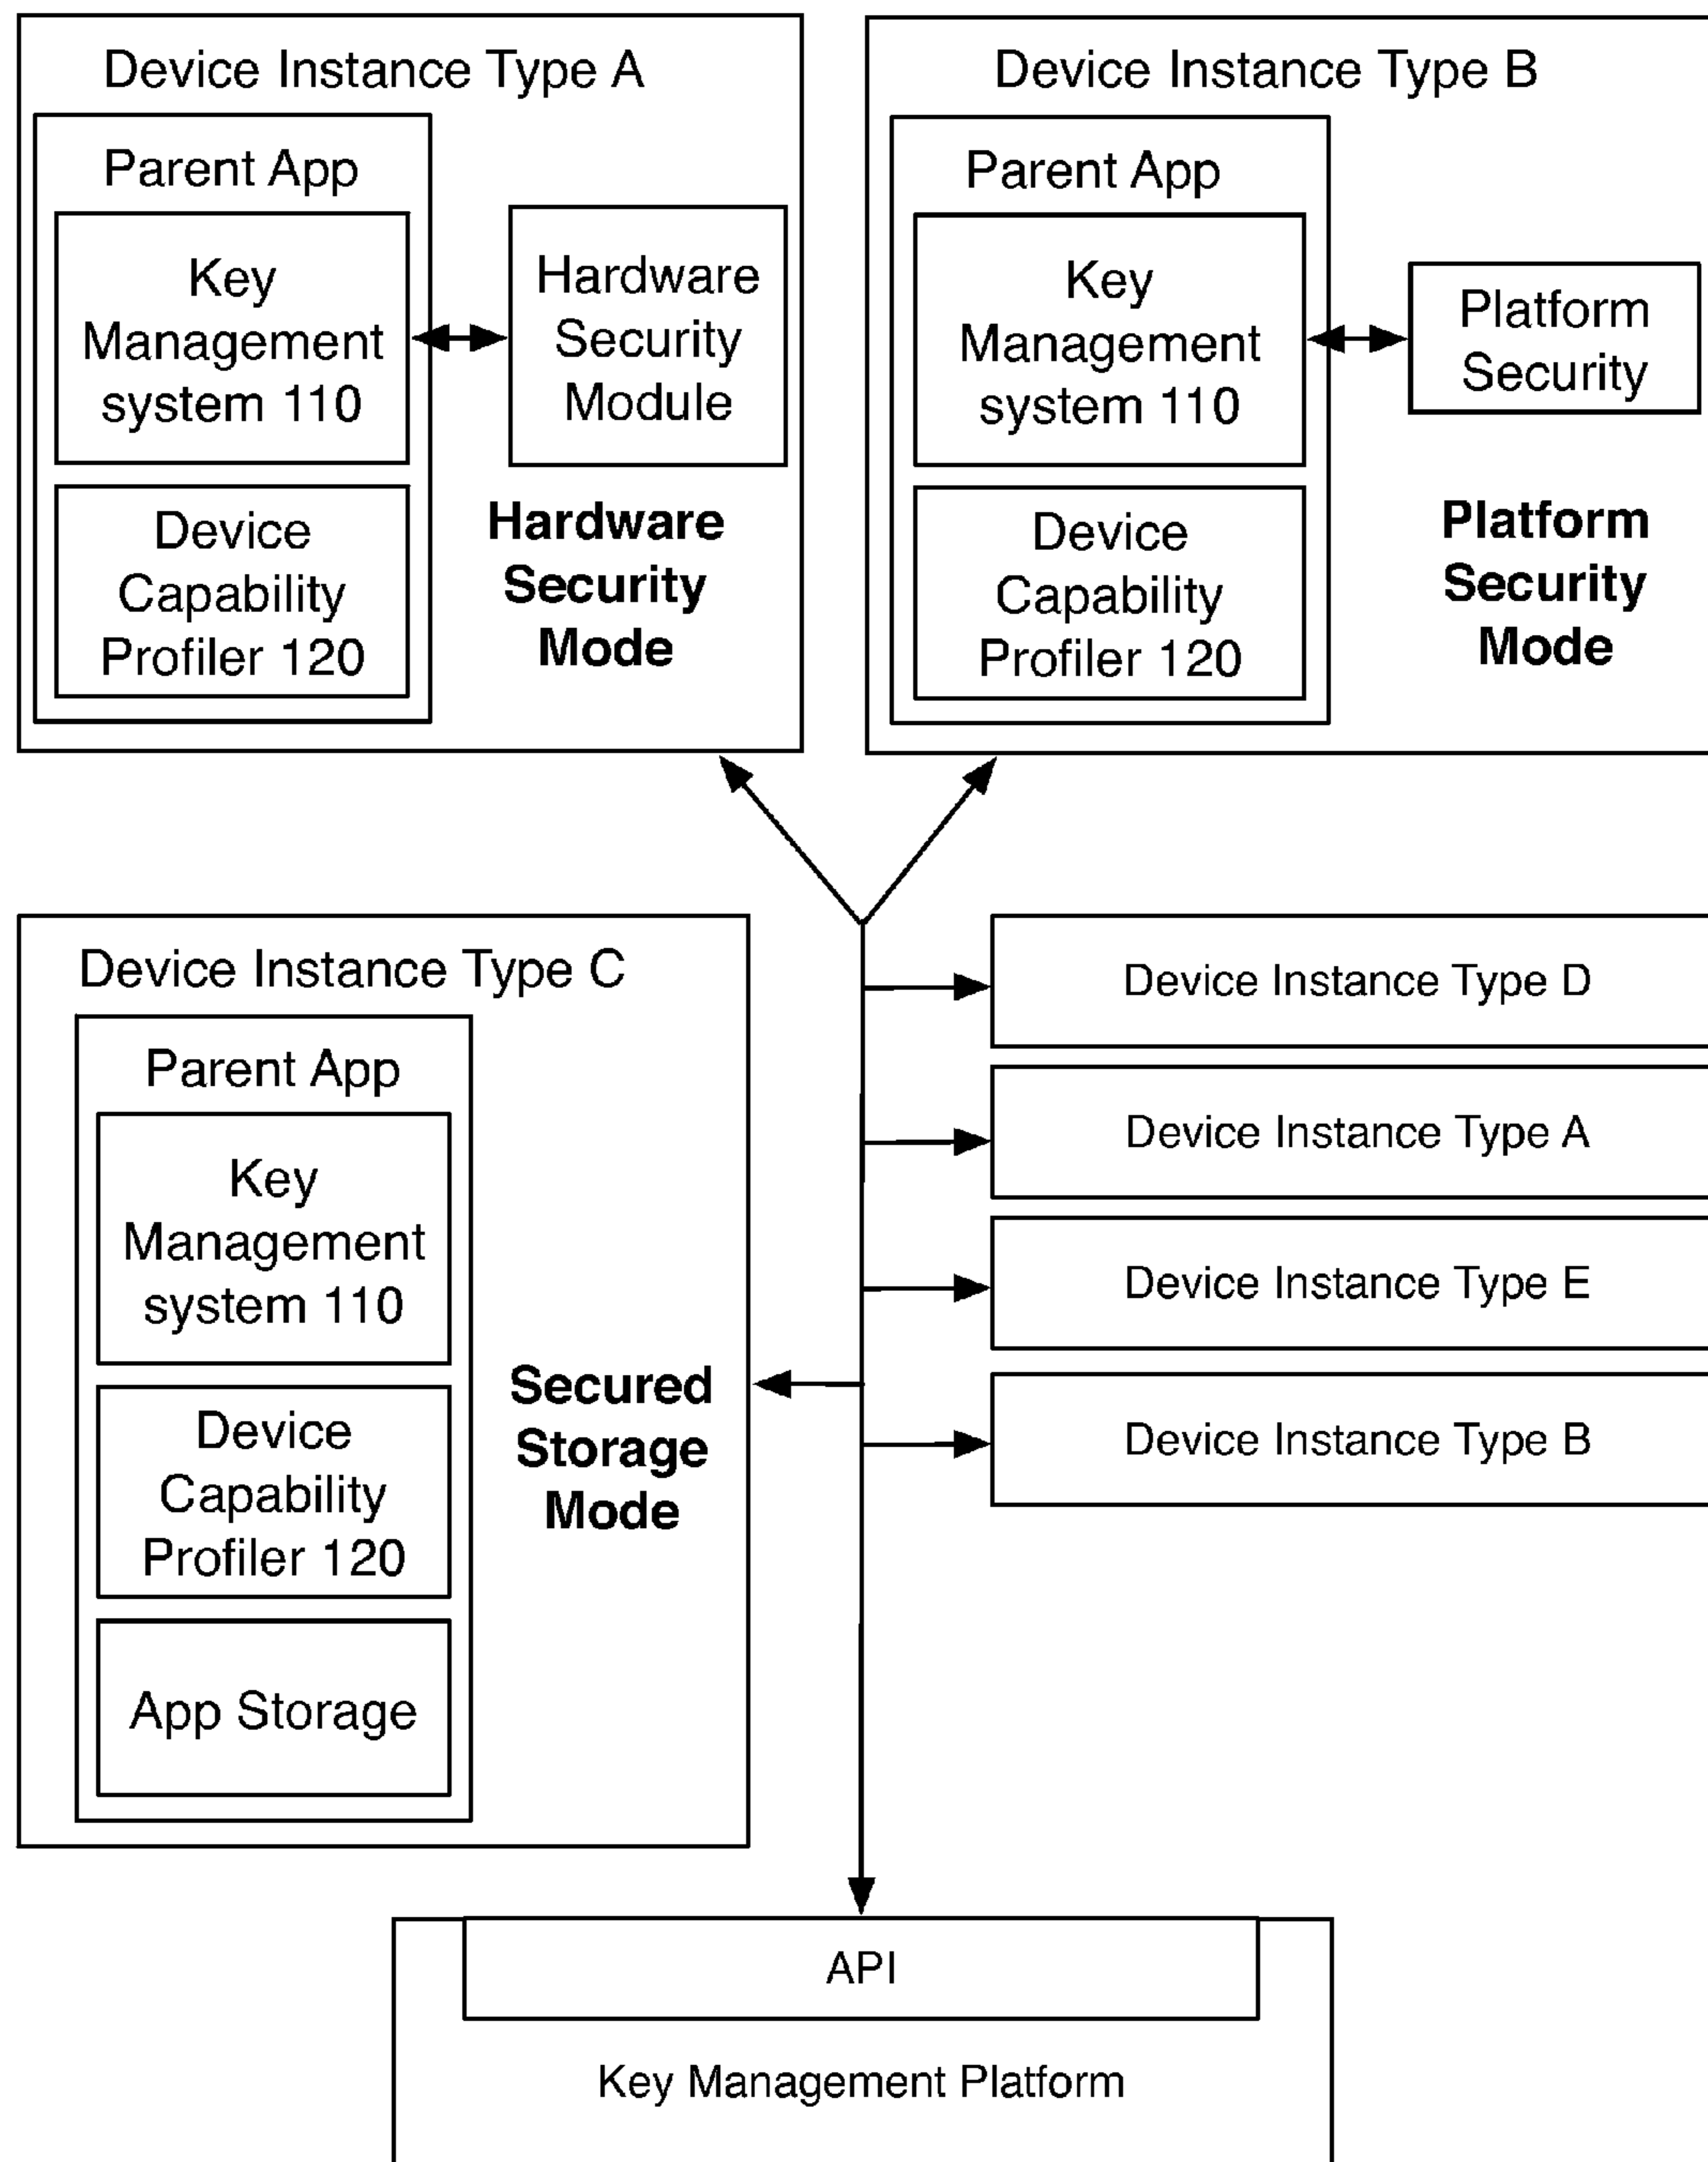 Device Instance Type A
Parent App
Key
Management
system 110
Hardware
Security
Module
Device
Capability
Profiler 120
Hardware
Security
Mode
Device Instance Type B
Parent App
Key
Management
system 110
Platform
Security
Device
Capability
Profiler 120
Platform
Security
Mode
Device Instance Type C
Parent App
Key
Management
system 110
Device
Capability
Profiler 120
App Storage
Secured
Storage
Mode
Device Instance Type D
Device Instance Type A
Device Instance Type E
Device Instance Type B
API
Key Management Platform